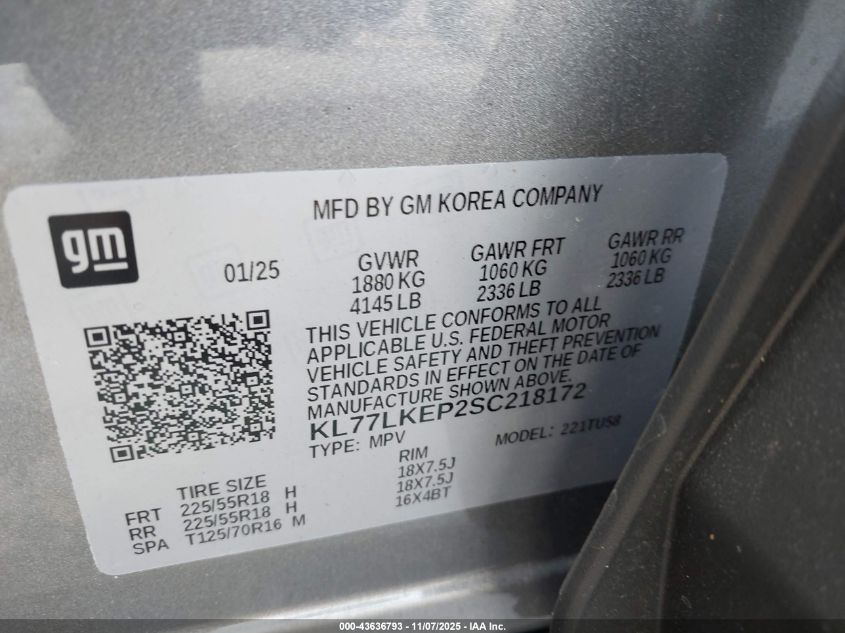 MFD BY GM KOREA COMPANY
gm
01/25
GVWR
1880 KG
4145 LB
GAWR FRT
1060 KG
2336 LB
GAWR RR
1060 KG
2336 LB
THIS VEHICLE CONFORMS TO ALL
APPLICABLE U.S. FEDERAL MOTOR
VEHICLE SAFETY AND THEFT PREVENTION
STANDARDS IN EFFECT ON THE DATE OF
MANUFACTURE SHOWN ABOVE.
KL77LKEP2SC218172
TYPE: MPV MODEL: 221TU58
TIRE SIZE RIM
FRT 225/55R18 H 18X7.5J
RR 225/55R18 H 18X7.5J
SPA T125/70R16 M 16X4BT
000-43636793 - 11/07/2025 - IAA Inc.